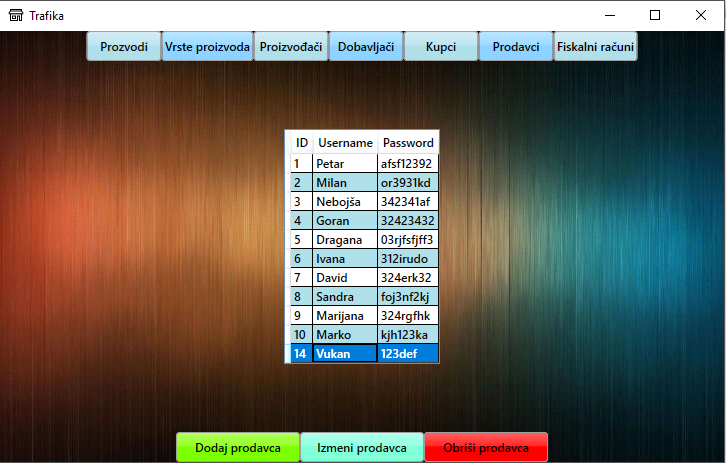 Trafika
Prozvodi Vrste proizvoda Proizvođači Dobavljači Kupci Prodavci Fiskalni računi
ID Username Password
1 Petar afsf12392
2 Milan or3931kd
3 Nebojša 342341af
4 Goran 32423432
5 Dragana 03rjfsfjff3
6 Ivana 312irudo
7 David 324erk32
8 Sandra foj3nf2kj
9 Marijana 324rgfhk
10 Marko kjh123ka
14 Vukan 123def
Dodaj prodavca Izmeni prodavca Obriši prodavca